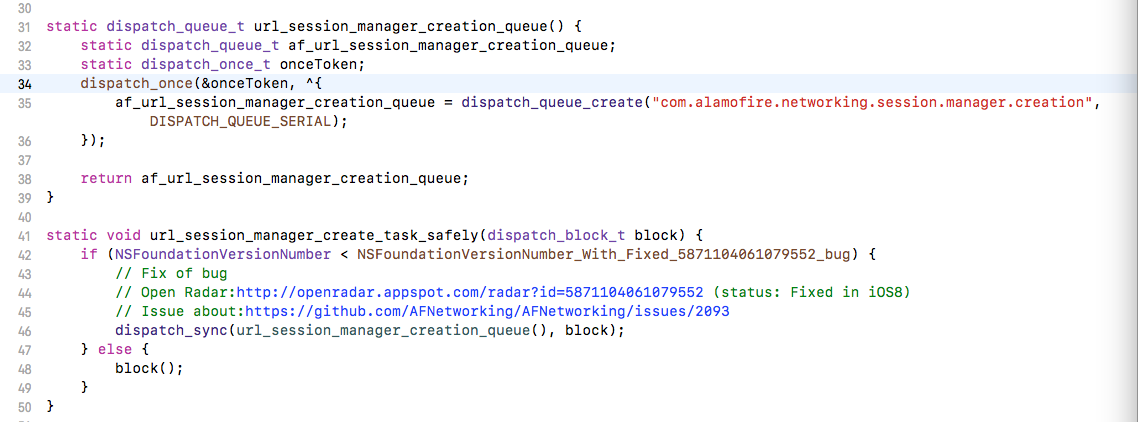 30
31 static dispatch_queue_t url_session_manager_creation_queue() {
32     static dispatch_queue_t af_url_session_manager_creation_queue;
33     static dispatch_once_t onceToken;
34     dispatch_once(&onceToken, ^{
35         af_url_session_manager_creation_queue = dispatch_queue_create("com.alamofire.networking.session.manager.creation",
            DISPATCH_QUEUE_SERIAL);
36     });
37
38     return af_url_session_manager_creation_queue;
39 }
40
41 static void url_session_manager_create_task_safely(dispatch_block_t block) {
42     if (NSFoundationVersionNumber < NSFoundationVersionNumber_With_Fixed_5871104061079552_bug) {
43         // Fix of bug
44         // Open Radar:http://openradar.appspot.com/radar?id=5871104061079552 (status: Fixed in iOS8)
45         // Issue about:https://github.com/AFNetworking/AFNetworking/issues/2093
46         dispatch_sync(url_session_manager_creation_queue(), block);
47     } else {
48         block();
49     }
50 }